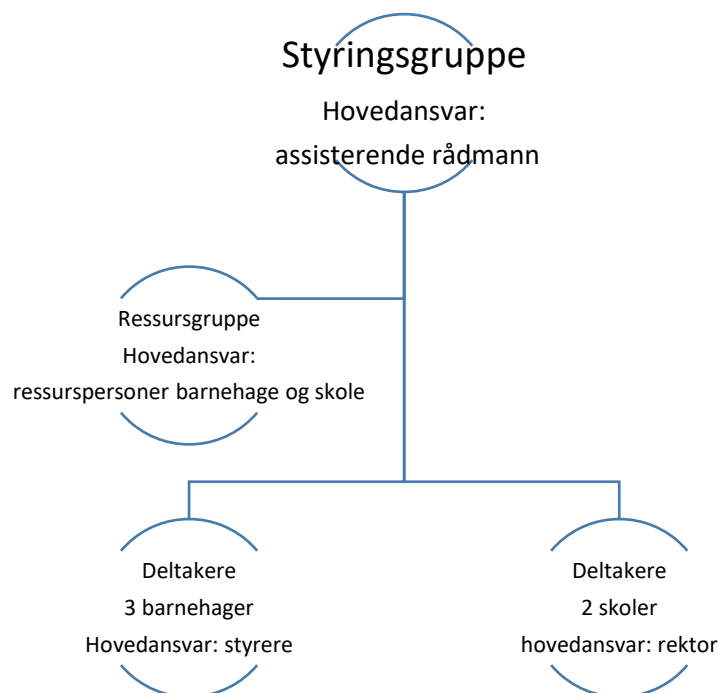 Styringsgruppe
Hovedansvar:
assisterende rådmann
Ressursgruppe
Hovedansvar:
ressurspersoner barnehage og skole
Deltakere
3 barnehager
Hovedansvar: styrere
Deltakere
2 skoler
hovedansvar: rektor